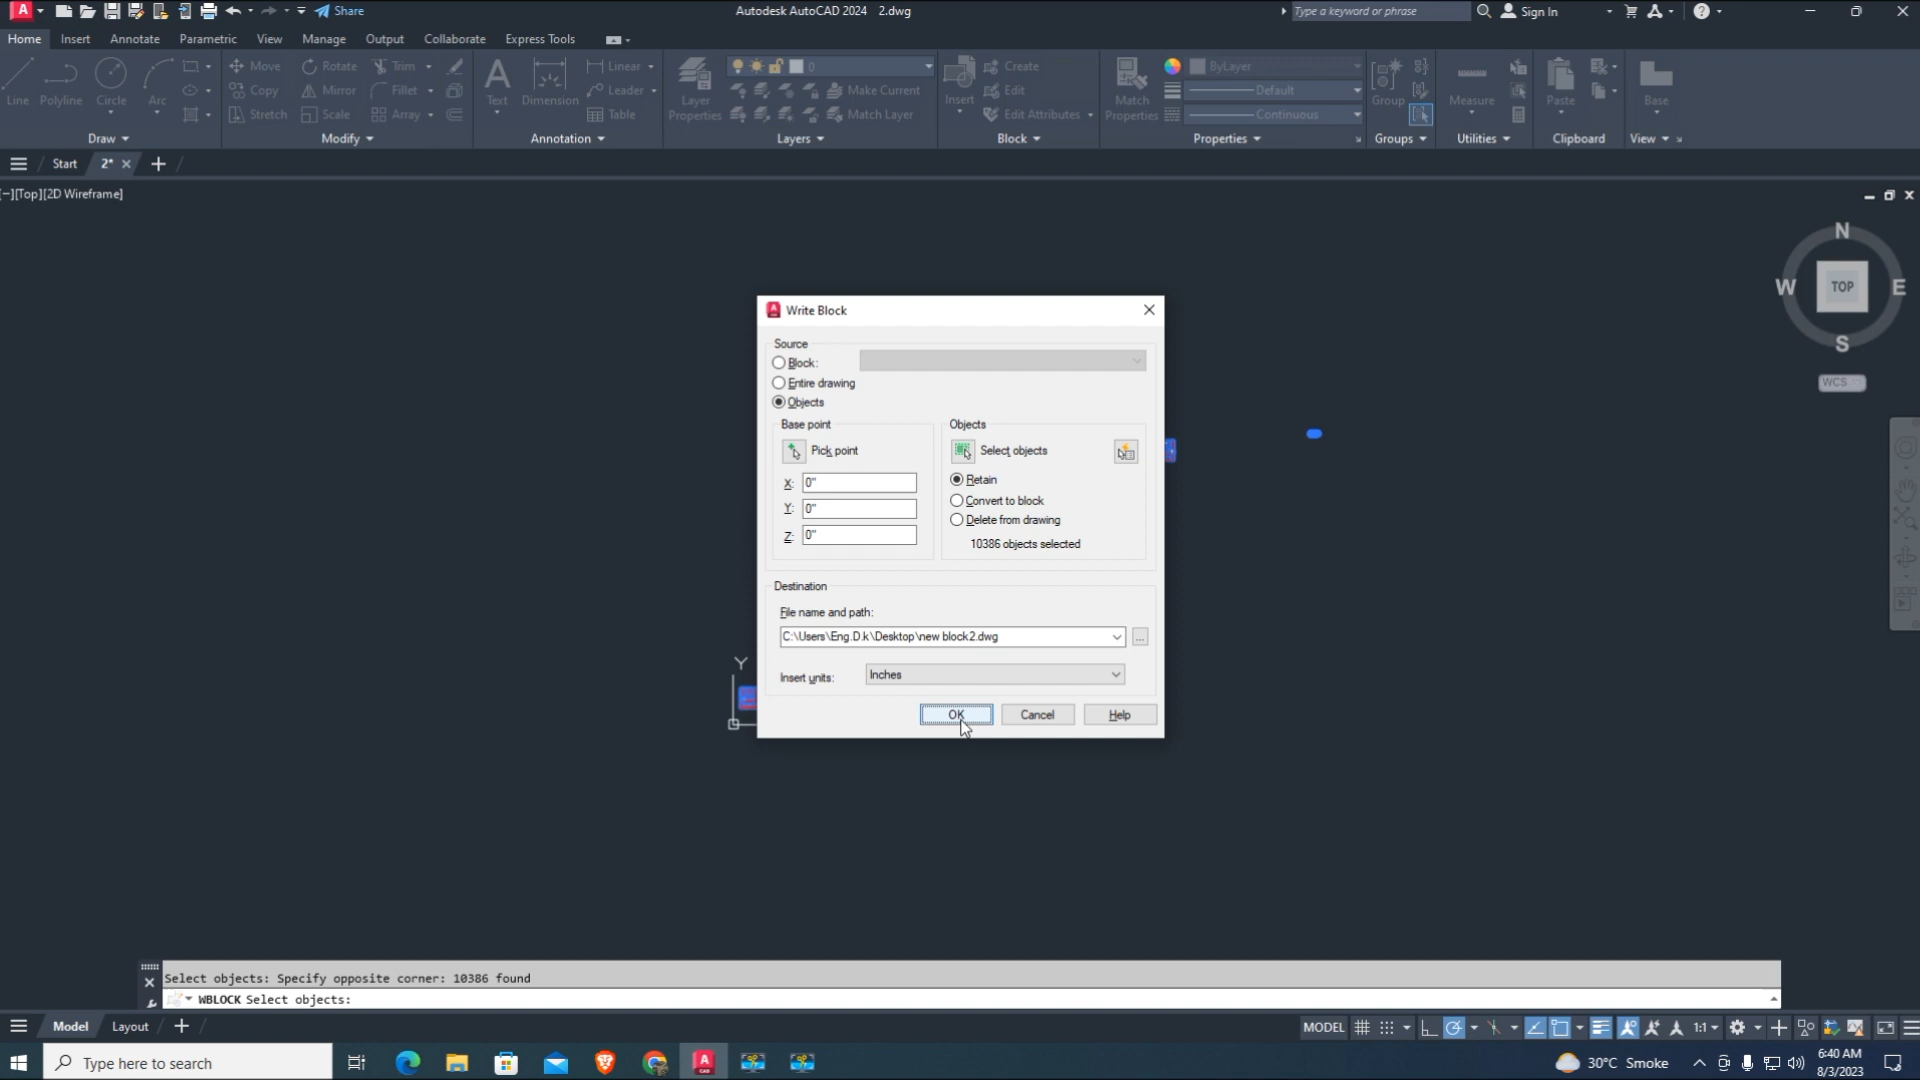 Share
Autodesk AutoCAD 2024 2.dwg
Type a keyword or phrase
Sign In
Home Insert Annotate Parametric View Manage Output Collaborate Express Tools
Line
Polyline
Circle
Arc
Draw
Move Rotate Trim
Copy Mirror Fillet
Stretch Scale Array
Modify
Text
Dimension
Linear
Leader
Table
Annotation
Layer
Properties
0
Make Current
Match Layer
Layers
Insert
Create
Edit
Edit Attributes
Block
Match
Properties
ByLayer
Default
Continuous
Properties
Group
Groups
Measure
Utilities
Paste
Clipboard
Base
View
Start 2*
[−][Top][2D Wireframe]
N
W TOP E
S
WCS
Write Block
Source
Block:
Entire drawing
Objects
Base point
Pick point
X: 0"
Y: 0"
Z: 0"
Objects
Select objects
Retain
Convert to block
Delete from drawing
10386 objects selected
Destination
File name and path:
C:\Users\Eng.D.k\Desktop\new block2.dwg
...
Insert units: Inches
OK Cancel Help
Y
Select objects: Specify opposite corner: 10386 found
WBLOCK Select objects:
Model Layout
MODEL
1:1
Type here to search
CAD
30°C Smoke
6:40 AM
8/3/2023